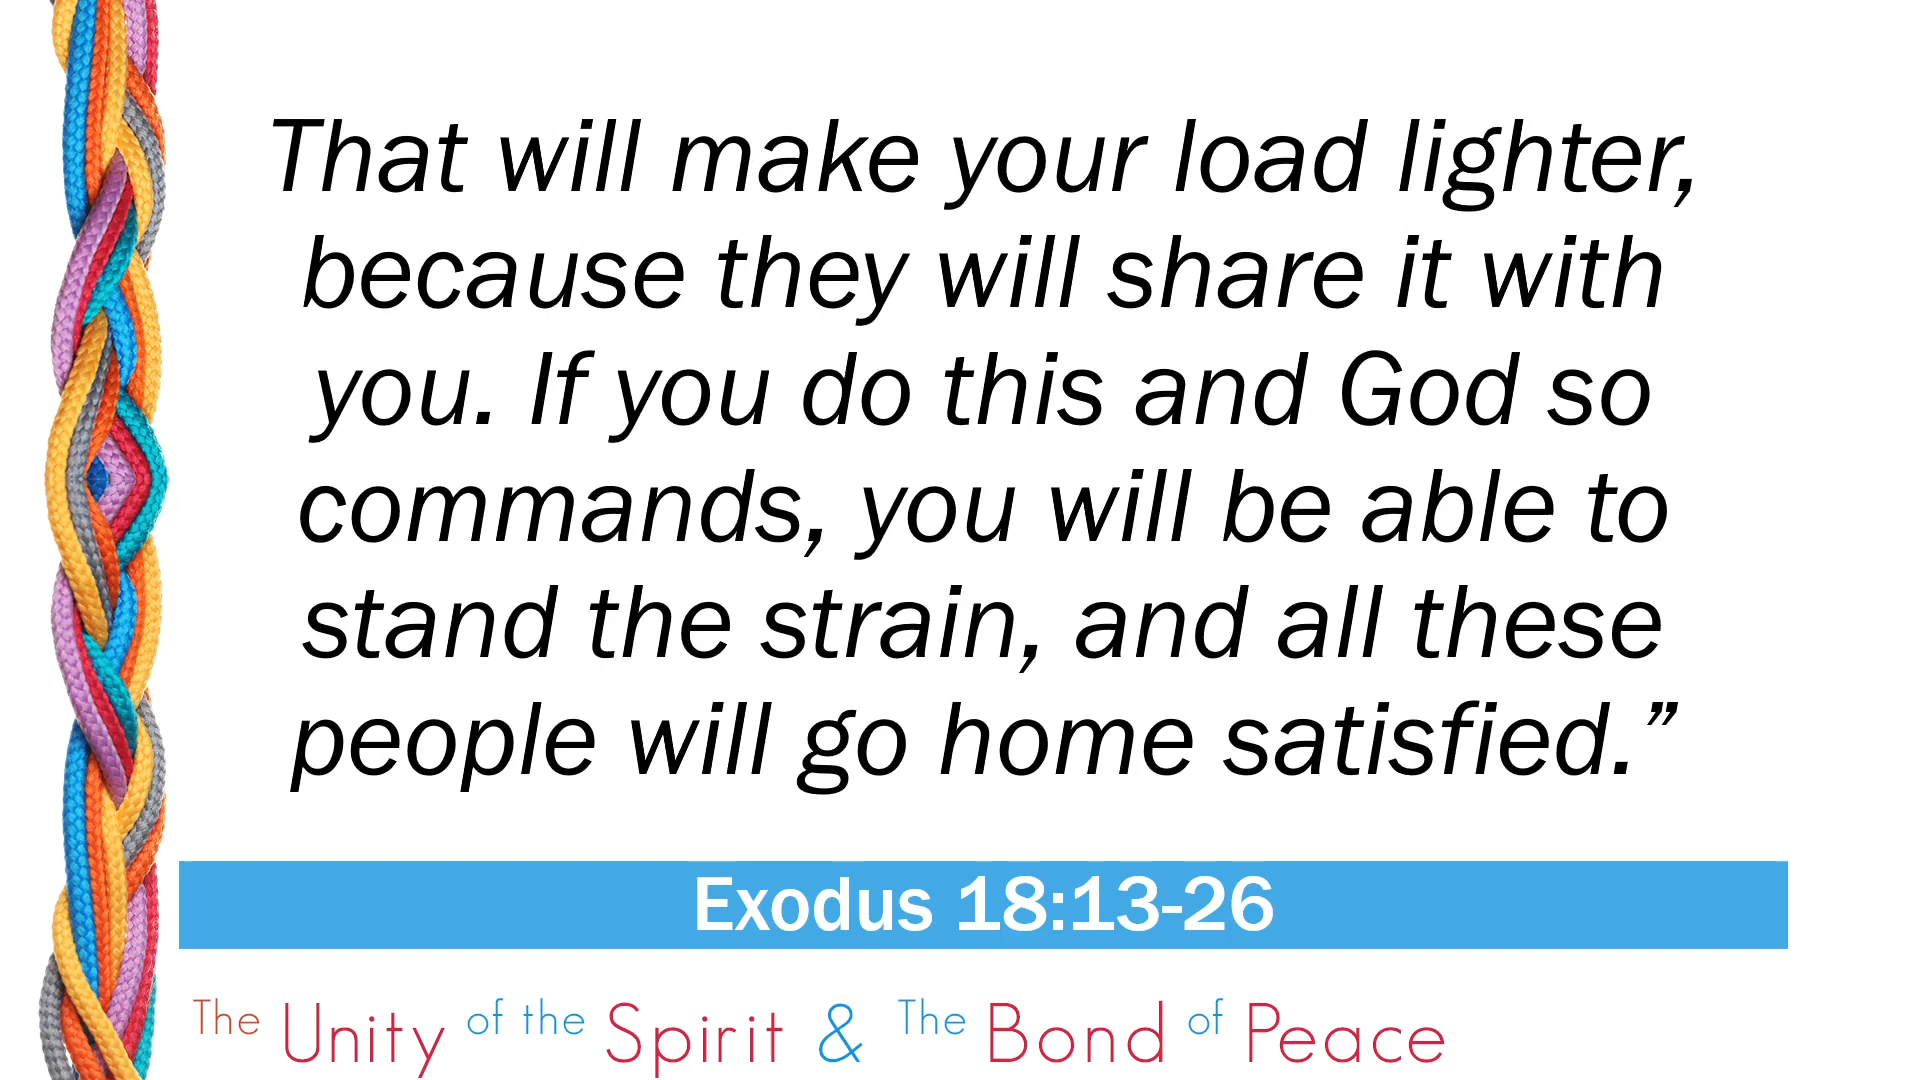 That will make your load lighter,
because they will share it with
you. If you do this and God so
commands, you will be able to
stand the strain, and all these
people will go home satisfied.”
Exodus 18:13-26
The Unity of the Spirit & The Bond of Peace